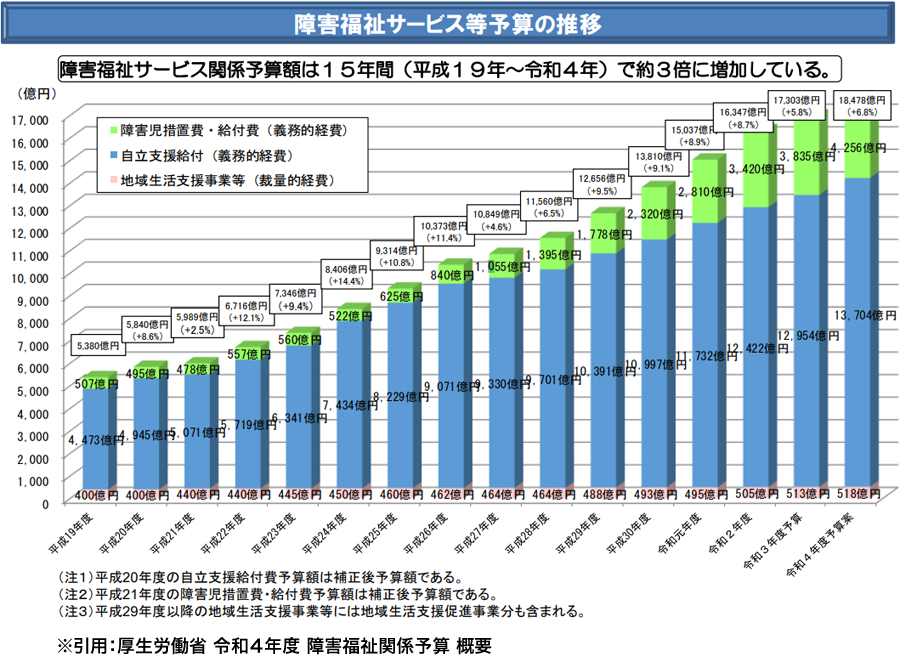 障害福祉サービス等予算の推移
障害福祉サービス関係予算額は１５年間（平成１９年～令和４年）で約３倍に増加している。
（億円）
17,000
16,000
15,000
14,000
13,000
12,000
11,000
10,000
9,000
8,000
7,000
6,000
5,000
4,000
3,000
2,000
1,000
0
障害児措置費・給付費（義務的経費）
自立支援給付（義務的経費）
地域生活支援事業等（裁量的経費）
5,380億円
5,840億円
（+8.6%）
5,989億円
（+2.5%）
6,716億円
（+12.1%）
7,346億円
（+9.4%）
8,406億円
（+14.4%）
9,314億円
（+10.8%）
10,373億円
（+11.4%）
10,849億円
（+4.6%）
11,560億円
（+6.5%）
12,656億円
（+9.5%）
13,810億円
（+9.1%）
15,037億円
（+8.9%）
16,347億円
（+8.7%）
17,303億円
（+5.8%）
18,478億円
（+6.8%）
507億円
495億円
478億円
557億円
560億円
522億円
625億円
840億円
1,055億円
1,395億円
1,778億円
2,320億円
2,810億円
3,420億円
3,835億円
4,256億円
4,473億円
4,945億円
5,071億円
5,719億円
6,341億円
7,434億円
8,229億円
9,071億円
9,330億円
9,701億円
10,391億円
10,997億円
11,732億円
12,422億円
12,954億円
13,704億円
400億円
400億円
440億円
440億円
445億円
450億円
460億円
462億円
464億円
464億円
488億円
493億円
495億円
505億円
513億円
518億円
平成19年度
平成20年度
平成21年度
平成22年度
平成23年度
平成24年度
平成25年度
平成26年度
平成27年度
平成28年度
平成29年度
平成30年度
令和元年度
令和２年度
令和３年度予算
令和４年度予算案
（注１）平成20年度の自立支援給付費予算額は補正後予算額である。
（注２）平成21年度の障害児措置費・給付費予算額は補正後予算額である。
（注３）平成29年度以降の地域生活支援事業等には地域生活支援促進事業分も含まれる。
※引用：厚生労働省 令和４年度 障害福祉関係予算 概要